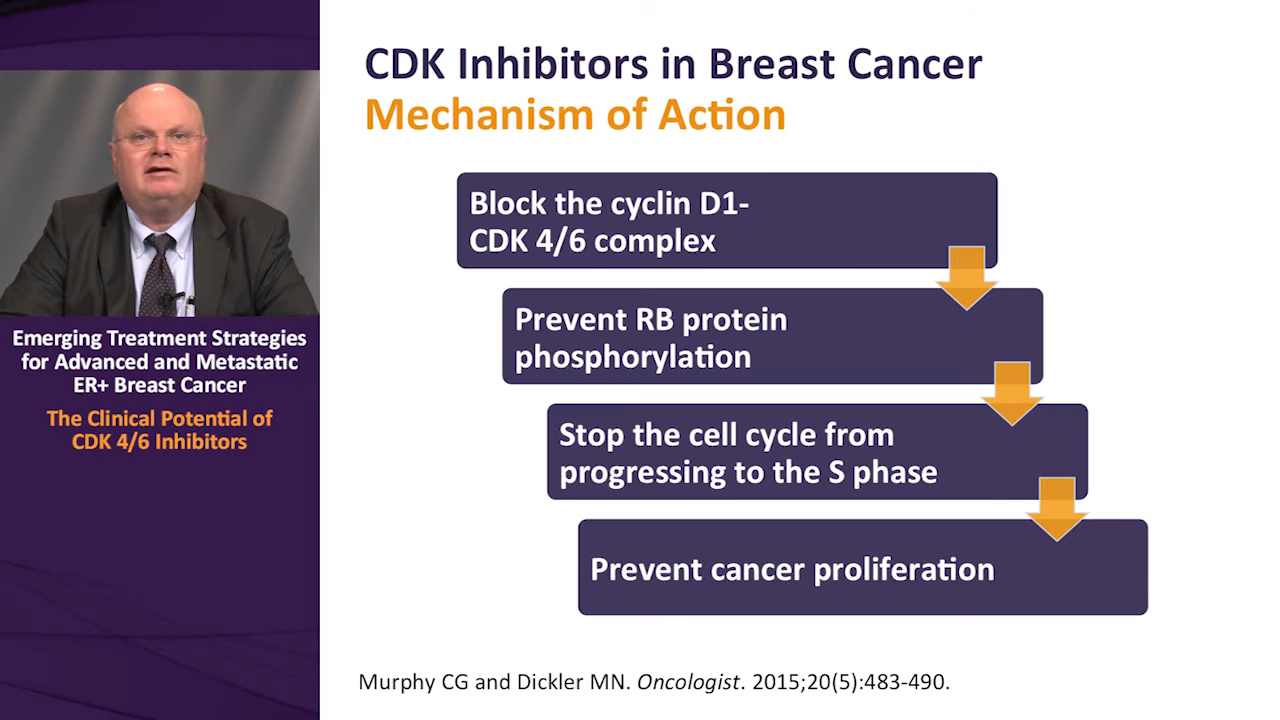 CDK Inhibitors in Breast Cancer
Mechanism of Action
Block the cyclin D1-
CDK 4/6 complex
Prevent RB protein
phosphorylation
Stop the cell cycle from
progressing to the S phase
Prevent cancer proliferation
Murphy CG and Dickler MN. Oncologist. 2015;20(5):483-490.
Emerging Treatment Strategies
for Advanced and Metastatic
ER+ Breast Cancer
The Clinical Potential of
CDK 4/6 Inhibitors